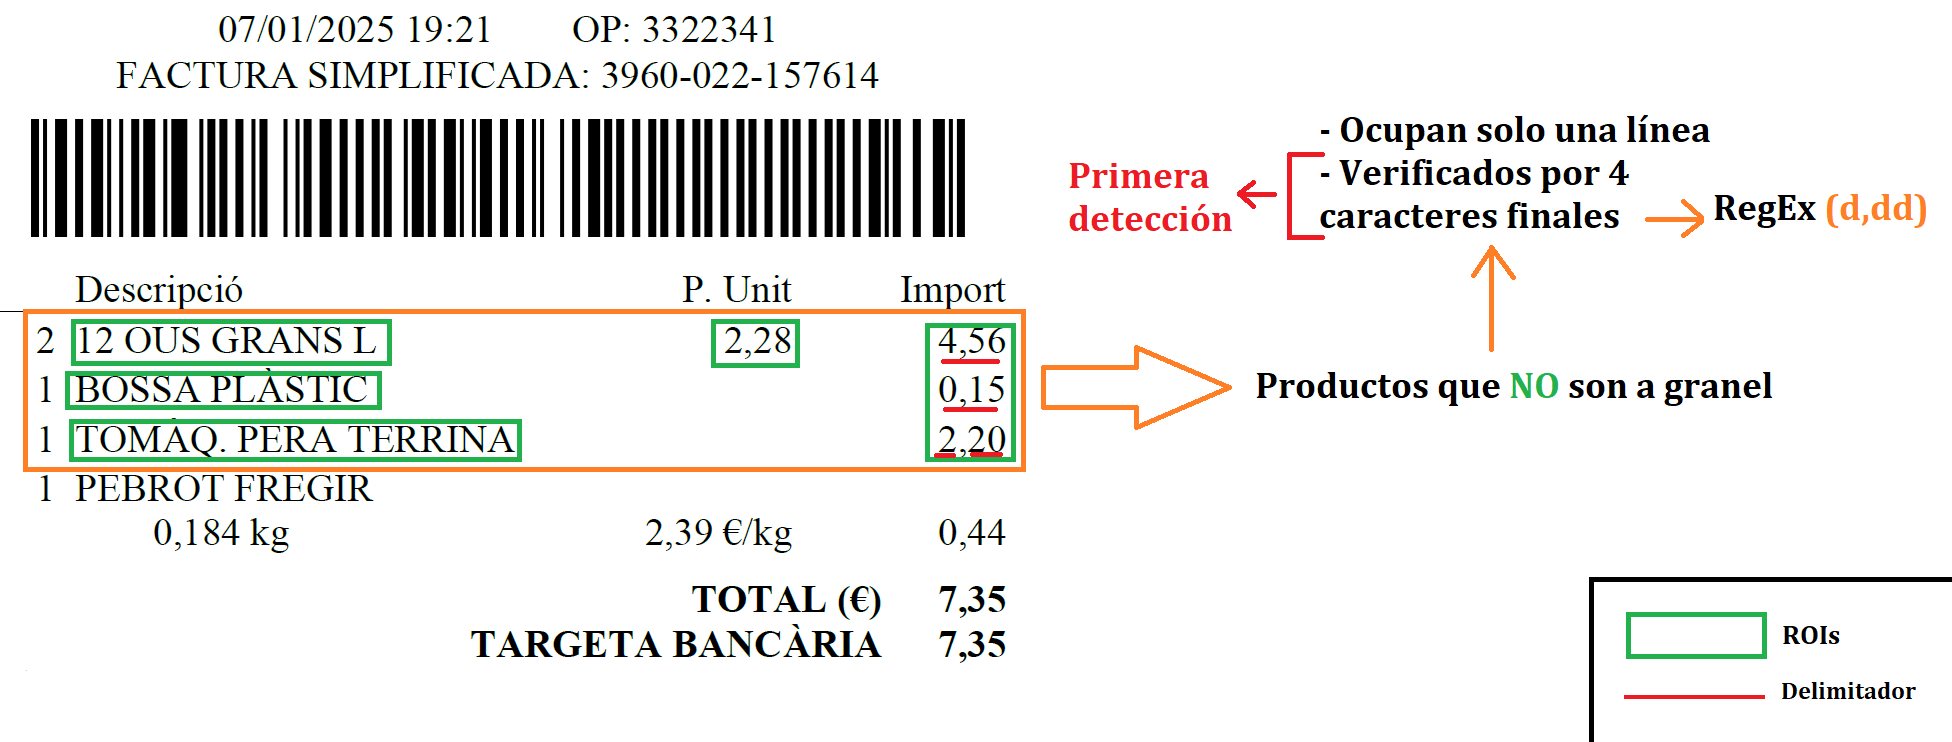 07/01/2025 19:21 OP: 3322341
FACTURA SIMPLIFICADA: 3960-022-157614
Descripció P. Unit Import
2 12 OUS GRANS L 2,28 4,56
1 BOSSA PLÀSTIC 0,15
1 TOMÀQ. PERA TERRINA 2,20
1 PEBROT FREGIR
0,184 kg 2,39 €/kg 0,44
TOTAL (€) 7,35
TARGETA BANCÀRIA 7,35
- Ocupan solo una línea
- Verificados por 4
caracteres finales
Primera
detección
RegEx (d,dd)
Productos que NO son a granel
ROIs
Delimitador